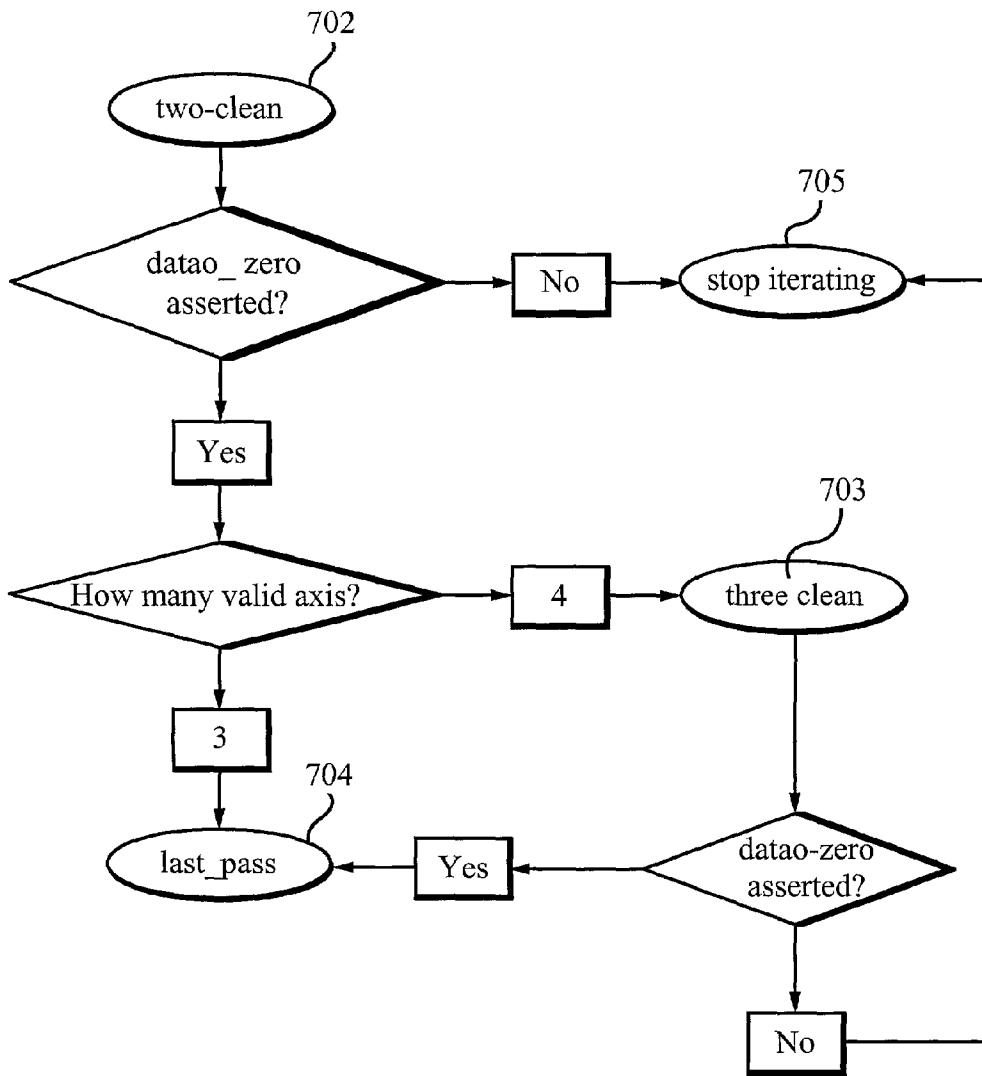 702
two-clean
705
datao_ zero
asserted?
No
stop iterating
Yes
703
How many valid axis?
4
three clean
3
704
last_pass
Yes
datao-zero
asserted?
No